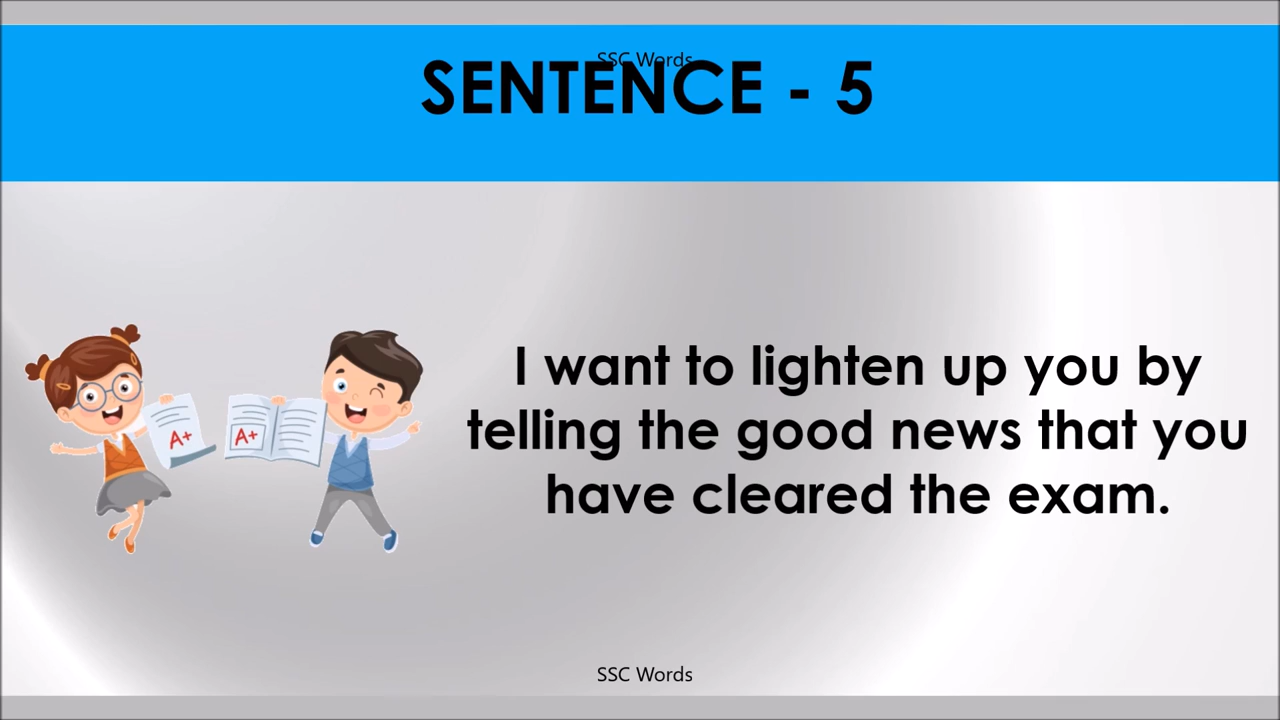 SSC Words
SENTENCE - 5
A+
A+
I want to lighten up you by
telling the good news that you
have cleared the exam.
SSC Words